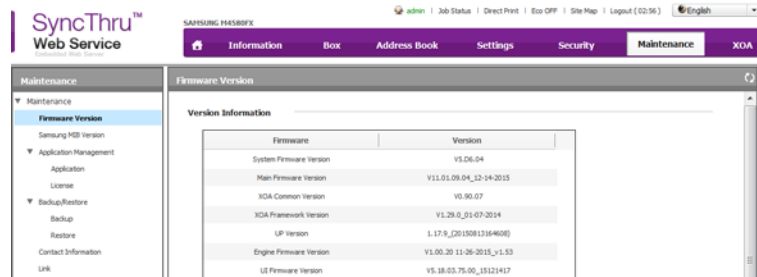 SyncThru™
Web Service
Embedded Web Server
SAMSUNG M4580FX
admin | Job Status | Direct Print | Eco OFF | Site Map | Logout ( 02:56 ) English
Information Box Address Book Settings Security Maintenance XOA
Maintenance
Maintenance
Firmware Version
Samsung MIB Version
Application Management
Application
License
Backup/Restore
Backup
Restore
Contact Information
Link
Firmware Version
Version Information
Firmware Version
System Firmware Version V5.D6.04
Main Firmware Version V11.01.09.04_12-14-2015
XOA Common Version V0.90.07
XOA Framework Version V1.29.0_01-07-2014
UP Version 1.17.9_(20150813164608)
Engine Firmware Version V1.00.20 11-26-2015_v1.53
UI Firmware Version V5.18.03.75.00_15121417